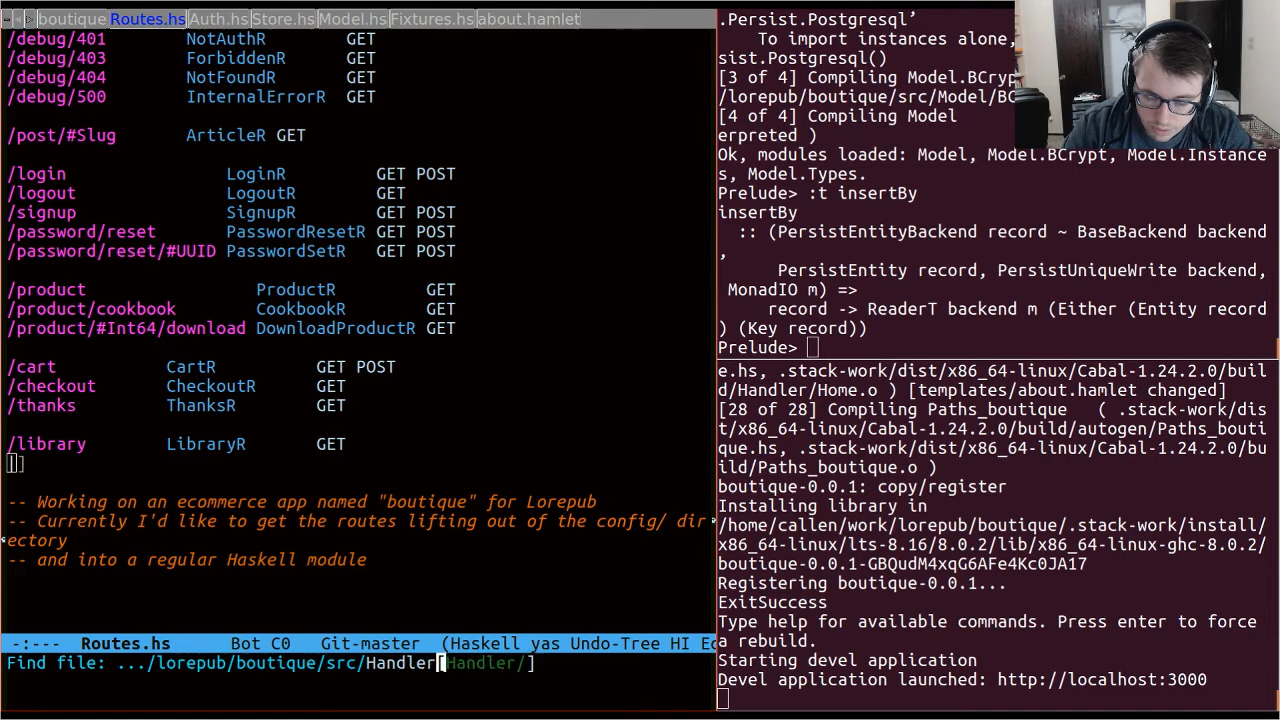 boutique Routes.hs Auth.hs Store.hs Model.hs Fixtures.hs about.hamlet
/debug/401 NotAuthR GET
/debug/403 ForbiddenR GET
/debug/404 NotFoundR GET
/debug/500 InternalErrorR GET
/post/#Slug ArticleR GET
/login LoginR GET POST
/logout LogoutR GET
/signup SignupR GET POST
/password/reset PasswordResetR GET POST
/password/reset/#UUID PasswordSetR GET POST
/product ProductR GET
/product/cookbook CookbookR GET
/product/#Int64/download DownloadProductR GET
/cart CartR GET POST
/checkout CheckoutR GET
/thanks ThanksR GET
/library LibraryR GET
|]
-- Working on an ecommerce app named "boutique" for Lorepub
-- Currently I'd like to get the routes lifting out of the config/ dir
ectory
-- and into a regular Haskell module
-:--- Routes.hs Bot C0 Git-master (Haskell yas Undo-Tree HI Ec
Find file: .../lorepub/boutique/src/Handler[Handler/]
.Persist.Postgresql’
To import instances alone,
sist.Postgresql()
[3 of 4] Compiling Model.BCryp
/lorepub/boutique/src/Model/BC
[4 of 4] Compiling Model
erpreted )
Ok, modules loaded: Model, Model.BCrypt, Model.Instance
s, Model.Types.
Prelude> :t insertBy
insertBy
:: (PersistEntityBackend record ~ BaseBackend backend
,
PersistEntity record, PersistUniqueWrite backend,
MonadIO m) =>
record -> ReaderT backend m (Either (Entity record
) (Key record))
Prelude>
e.hs, .stack-work/dist/x86_64-linux/Cabal-1.24.2.0/buil
d/Handler/Home.o ) [templates/about.hamlet changed]
[28 of 28] Compiling Paths_boutique ( .stack-work/dis
t/x86_64-linux/Cabal-1.24.2.0/build/autogen/Paths_bouti
que.hs, .stack-work/dist/x86_64-linux/Cabal-1.24.2.0/bu
ild/Paths_boutique.o )
boutique-0.0.1: copy/register
Installing library in
/home/callen/work/lorepub/boutique/.stack-work/install/
x86_64-linux/lts-8.16/8.0.2/lib/x86_64-linux-ghc-8.0.2/
boutique-0.0.1-GBQudM4xqG6AFe4Kc0JA17
Registering boutique-0.0.1...
ExitSuccess
Type help for available commands. Press enter to force
a rebuild.
Starting devel application
Devel application launched: http://localhost:3000